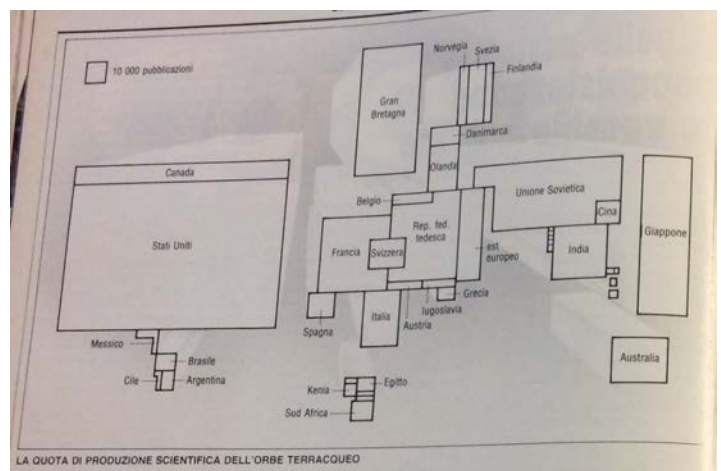 10 000 pubblicazioni
Norvegia
Svezia
Finlandia
Gran
Bretagna
Danimarca
Olanda
Canada
Stati Uniti
Belgio
Unione Sovietica
Cina
Francia
Svizzera
Rep. fed.
tedesca
est
europeo
India
Giappone
Spagna
Italia
Austria
Iugoslavia
Grecia
Messico
Brasile
Cile
Argentina
Kenia
Egitto
Sud Africa
Australia
LA QUOTA DI PRODUZIONE SCIENTIFICA DELL'ORBE TERRACQUEO